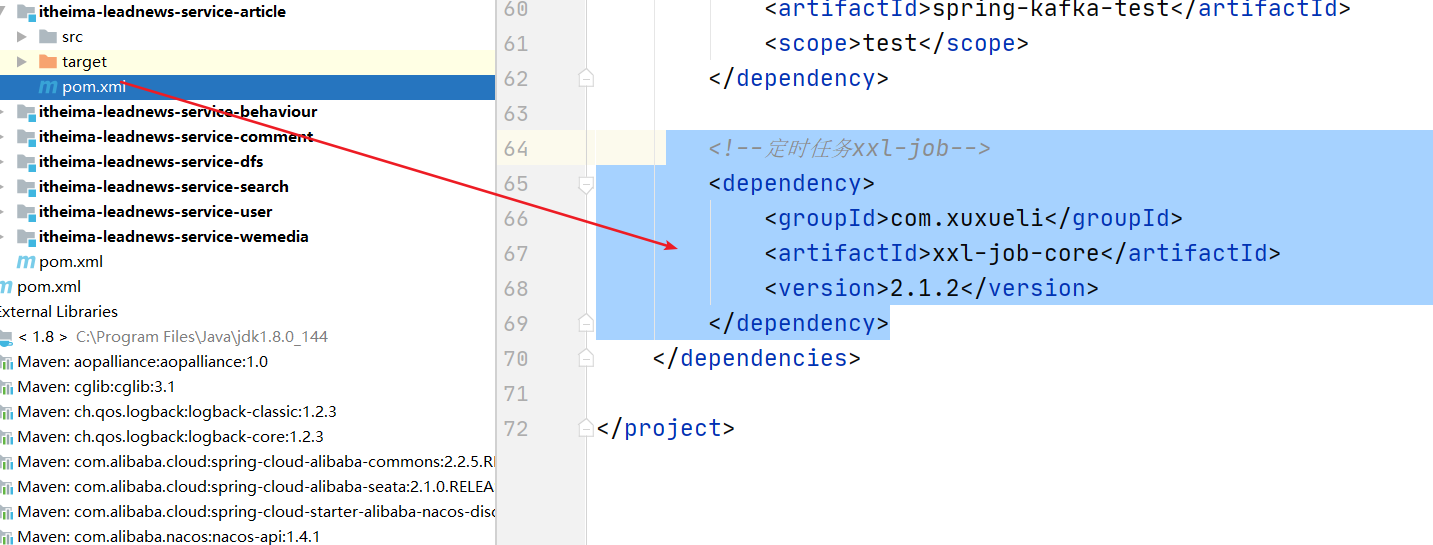 itheima-leadnews-service-article
src
target
pom.xml
itheima-leadnews-service-behaviour
itheima-leadnews-service-comment
itheima-leadnews-service-dfs
itheima-leadnews-service-search
itheima-leadnews-service-user
itheima-leadnews-service-wemedia
pom.xml
pom.xml
External Libraries
< 1.8 > C:\Program Files\Java\jdk1.8.0_144
Maven: aopalliance:aopalliance:1.0
Maven: cglib:cglib:3.1
Maven: ch.qos.logback:logback-classic:1.2.3
Maven: ch.qos.logback:logback-core:1.2.3
Maven: com.alibaba.cloud:spring-cloud-alibaba-commons:2.2.5.RE
Maven: com.alibaba.cloud:spring-cloud-alibaba-seata:2.1.0.RELEA
Maven: com.alibaba.cloud:spring-cloud-starter-alibaba-nacos-disc
Maven: com.alibaba.nacos:nacos-api:1.4.1
60 <artifactId>spring-kafka-test</artifactId>
61 <scope>test</scope>
62 </dependency>
63
64 <!--定时任务xxl-job-->
65 <dependency>
66 <groupId>com.xuxueli</groupId>
67 <artifactId>xxl-job-core</artifactId>
68 <version>2.1.2</version>
69 </dependency>
70 </dependencies>
71
72 </project>